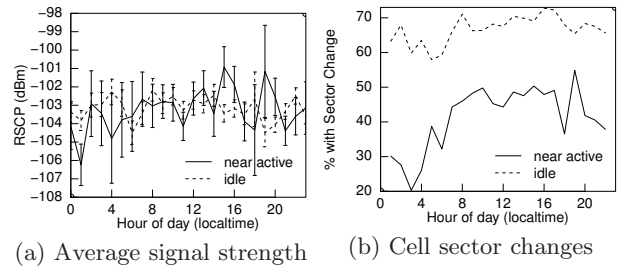 -98
-99
-100
-101
-102
-103
-104
-105
-106
-107
-108
RSCP (dBm)
near active
idle
0 4 8 12 16 20
Hour of day (localtime)
(a) Average signal strength
70
60
50
40
30
20
% with Sector Change
near active
idle
0 4 8 12 16 20
Hour of day (localtime)
(b) Cell sector changes